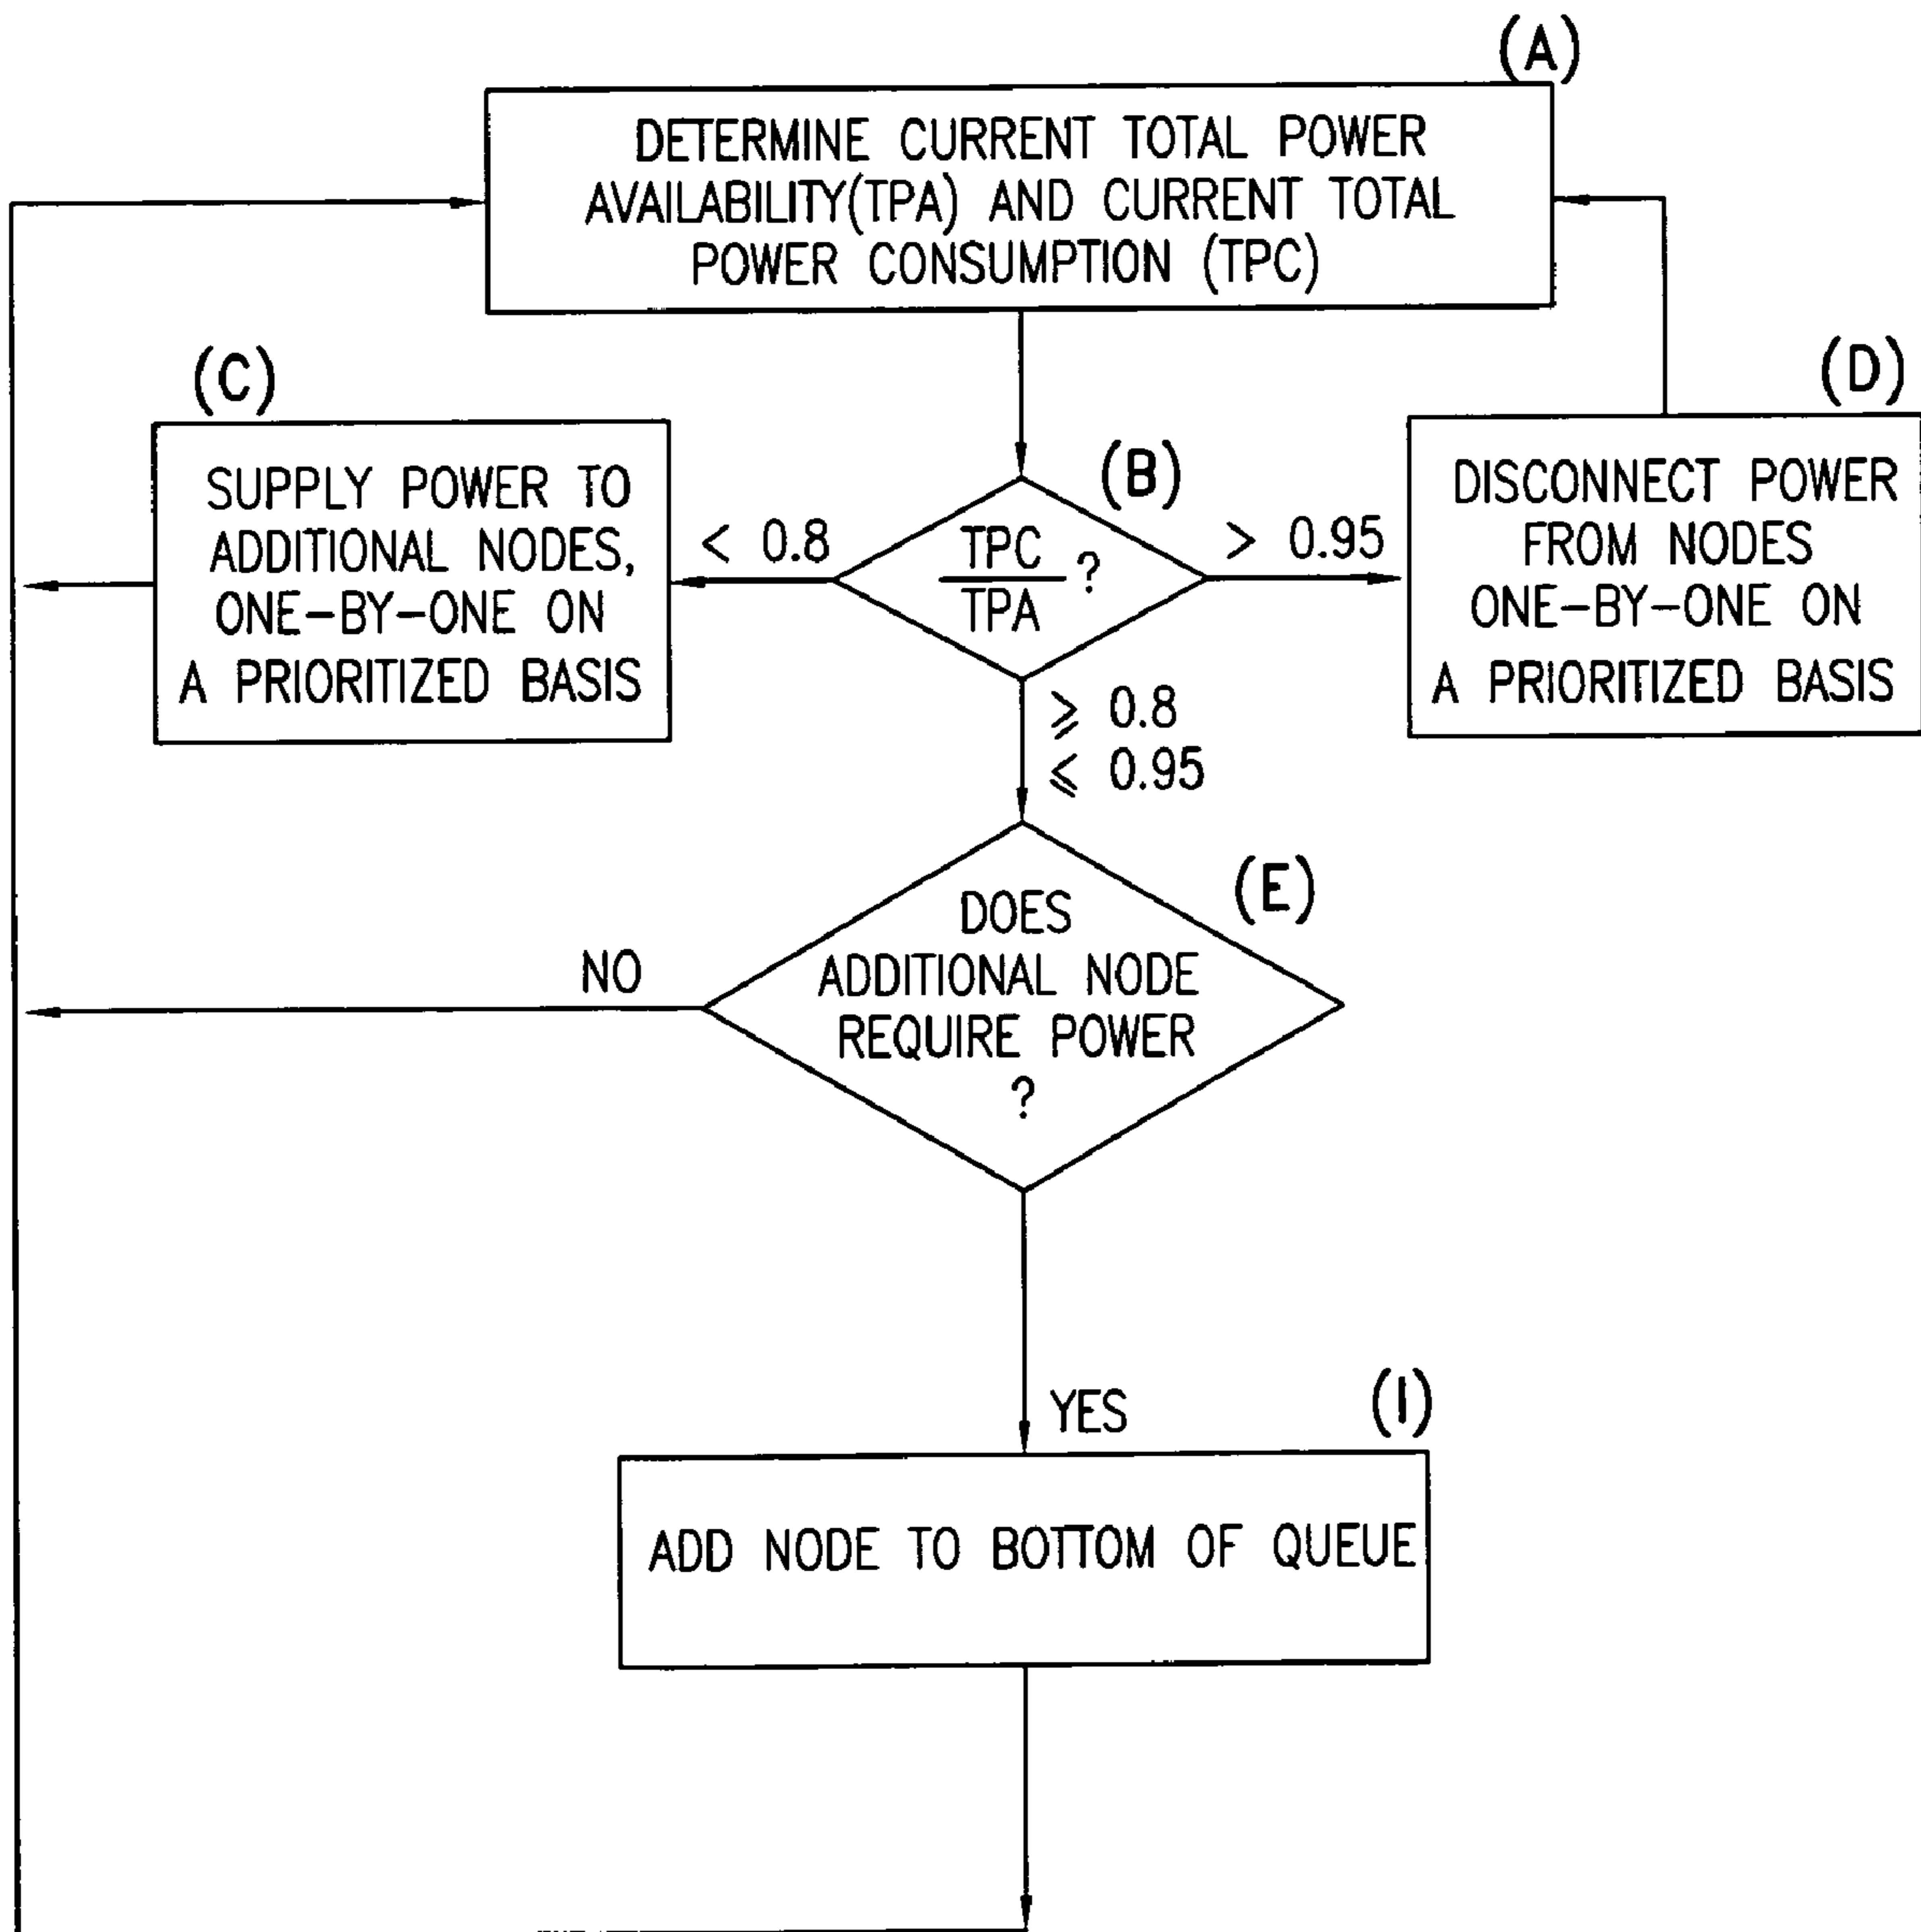 (A)
DETERMINE CURRENT TOTAL POWER
AVAILABILITY(TPA) AND CURRENT TOTAL
POWER CONSUMPTION (TPC)
(C)
SUPPLY POWER TO
ADDITIONAL NODES,
ONE-BY-ONE ON
A PRIORITIZED BASIS
< 0.8
(B)
TPC
TPA
?
> 0.95
(D)
DISCONNECT POWER
FROM NODES
ONE-BY-ONE ON
A PRIORITIZED BASIS
⩾ 0.8
⩽ 0.95
(E)
DOES
ADDITIONAL NODE
REQUIRE POWER
?
NO
YES
(I)
ADD NODE TO BOTTOM OF QUEUE